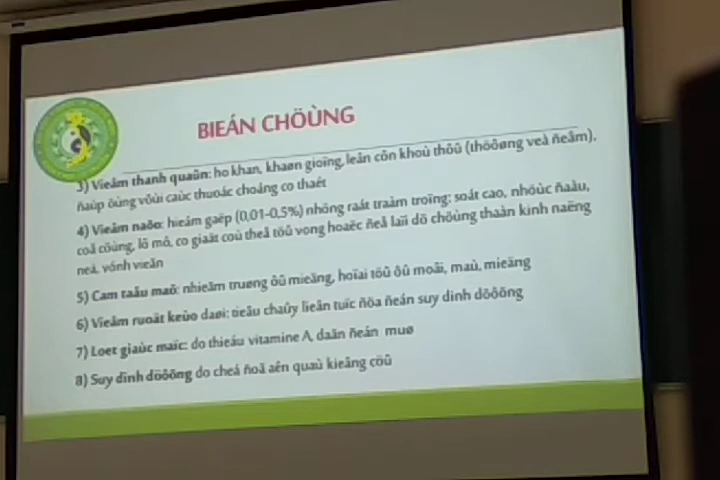 BIEÁN CHÖÙNG
3) Vieâm thanh quaûn: ho khan, khaøn gioïng, leân côn khoù thôû (thöôøng veà ñeâm),
ñaùp öùng vôùi caùc thuoác choáng co thaét
4) Vieâm naõo: hieám gaëp (0,01-0,5%) nhöng raát traàm troïng: soát cao, nhöùc ñaàu,
coå cöùng, lô mô, co giaät coù theå töû vong hoaëc ñeå laïi dö chöùng thaàn kinh naëng
neà, vónh vieãn
5) Cam taåu maõ: nhieãm truøng ôû mieäng, hoïai töû ôû moâi, maù, mieäng
6) Vieâm ruoät keùo daøi: tieâu chaûy lieân tuïc ñöa ñeán suy dinh döôõng
7) Loet giaùc maïc: do thieáu vitamine A daãn ñeán muø
8) Suy dinh döôõng do cheá ñoä aên quaù kieâng cöû